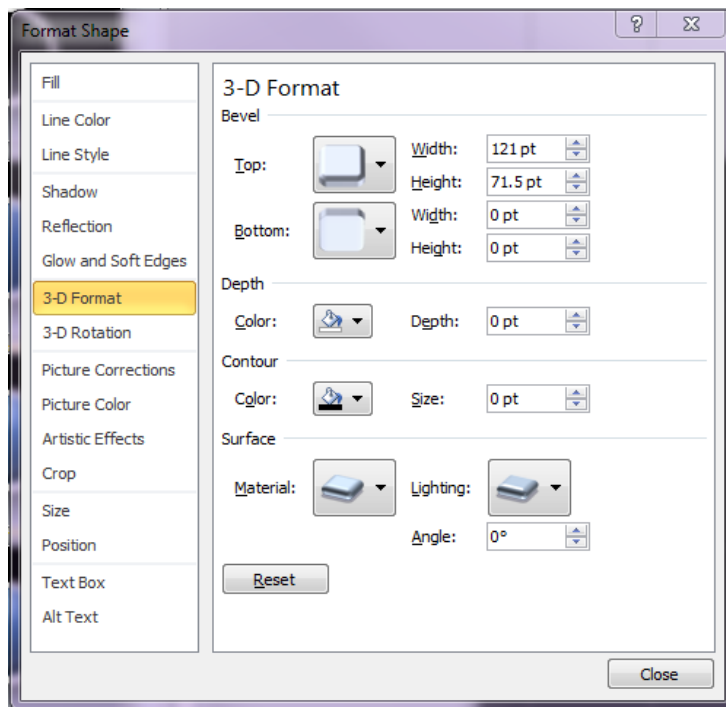 Format Shape
Fill
Line Color
Line Style
Shadow
Reflection
Glow and Soft Edges
3-D Format
3-D Rotation
Picture Corrections
Picture Color
Artistic Effects
Crop
Size
Position
Text Box
Alt Text
3-D Format
Bevel
Top:
Width: 121 pt
Height: 71.5 pt
Bottom:
Width: 0 pt
Height: 0 pt
Depth
Color: Depth: 0 pt
Contour
Color: Size: 0 pt
Surface
Material: Lighting:
Angle: 0°
Reset
Close